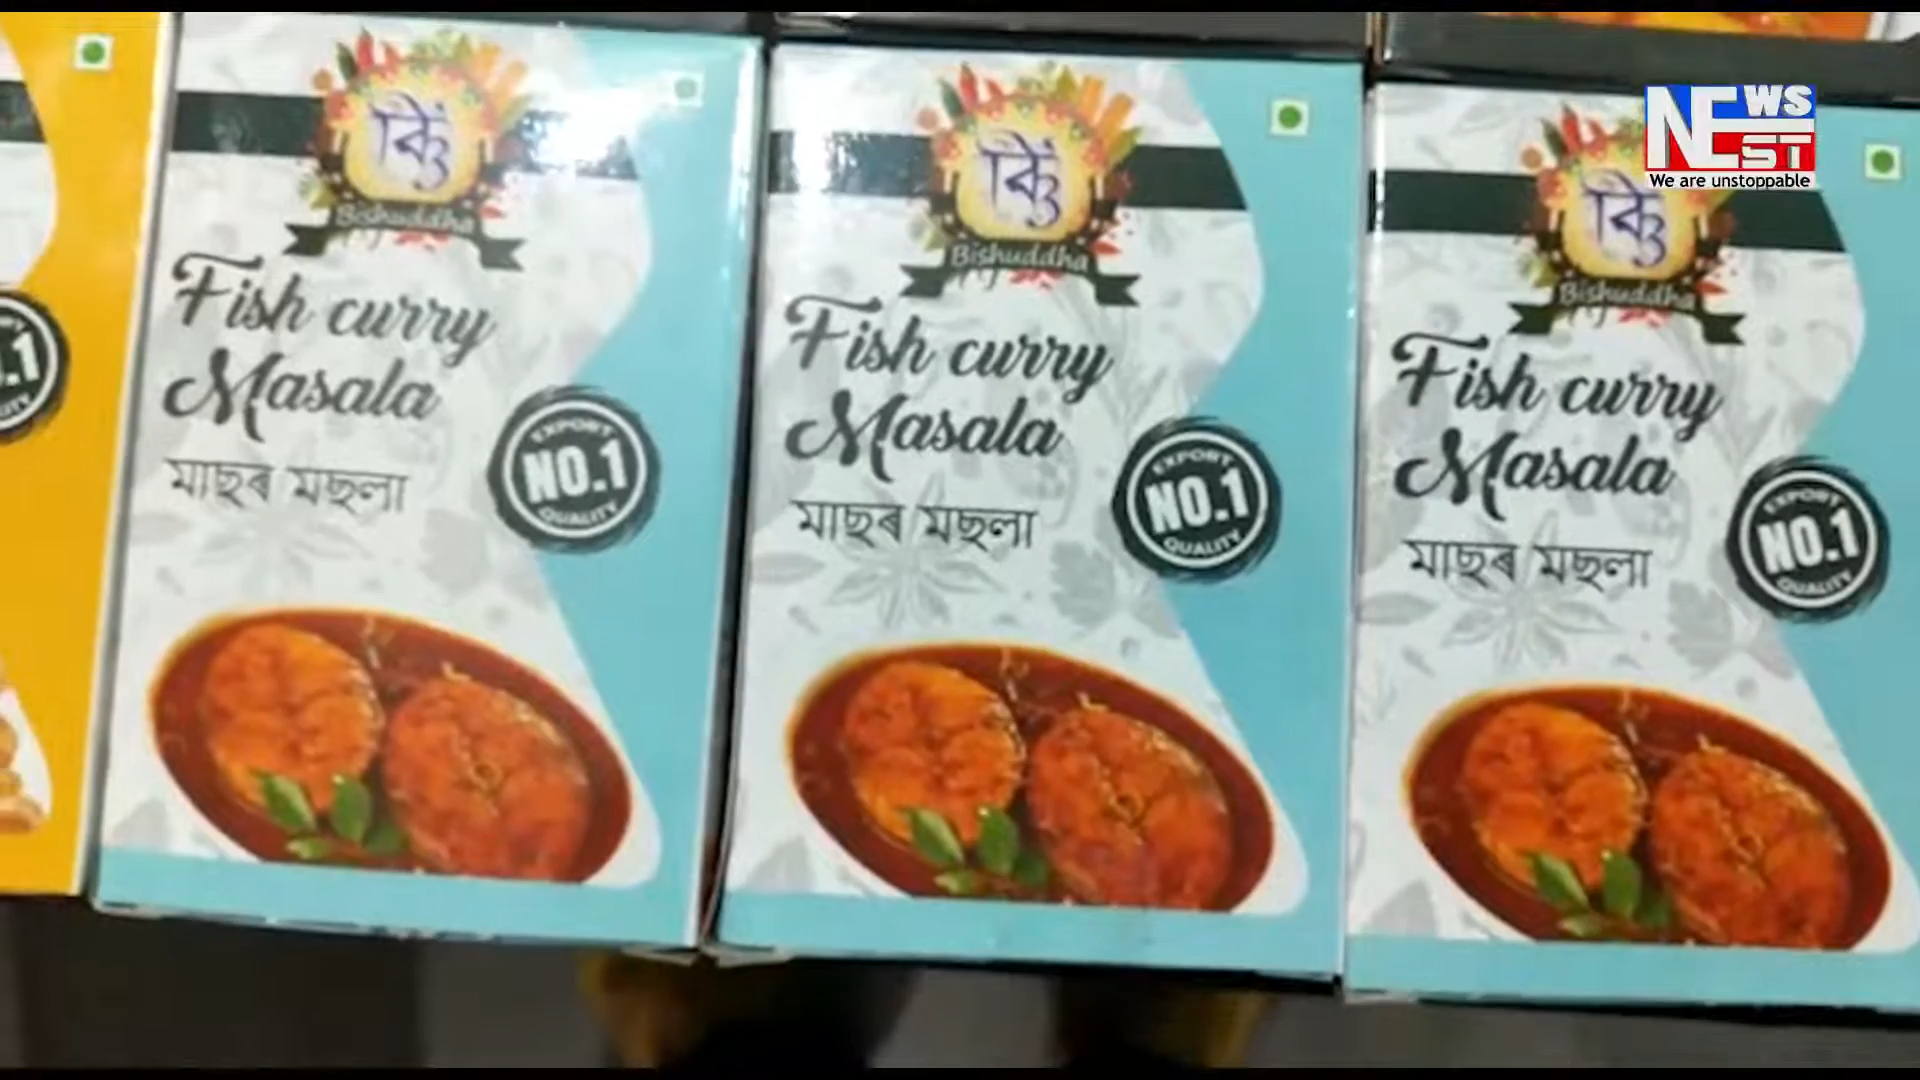 NEWS
NEST
We are unstoppable
Bishuddha
Fish curry
Masala
মাছৰ মছলা
EXPORT
NO.1
QUALITY
Bishuddha
Fish curry
Masala
মাছৰ মছলা
EXPORT
NO.1
QUALITY
Bishuddha
Fish curry
Masala
মাছৰ মছলা
EXPORT
NO.1
QUALITY